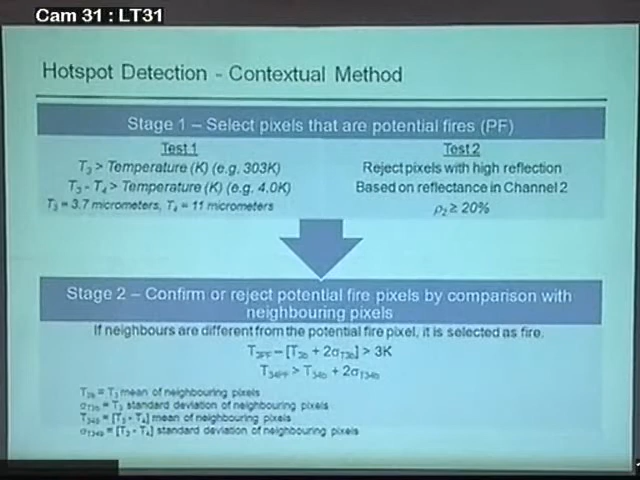 Cam 31 : LT31
Hotspot Detection - Contextual Method
Stage 1 – Select pixels that are potential fires (PF)
Test 1
T₃ > Temperature (K) (e.g. 303K)
T₃ - T₄ > Temperature (K) (e.g. 4.0K)
T₃ = 3.7 micrometers, T₄ = 11 micrometers
Test 2
Reject pixels with high reflection
Based on reflectance in Channel 2
ρ₂ ≥ 20%
Stage 2 – Confirm or reject potential fire pixels by comparison with
neighbouring pixels
If neighbours are different from the potential fire pixel, it is selected as fire.
T₃PF – [T₃b + 2σT3b] > 3K
T₃₄PF > T₃₄b + 2σT34b
T₃b = T₃ mean of neighbouring pixels
σT3b = T₃ standard deviation of neighbouring pixels
T₃₄b = [T₃ - T₄] mean of neighbouring pixels
σT34b = [T₃ - T₄] standard deviation of neighbouring pixels